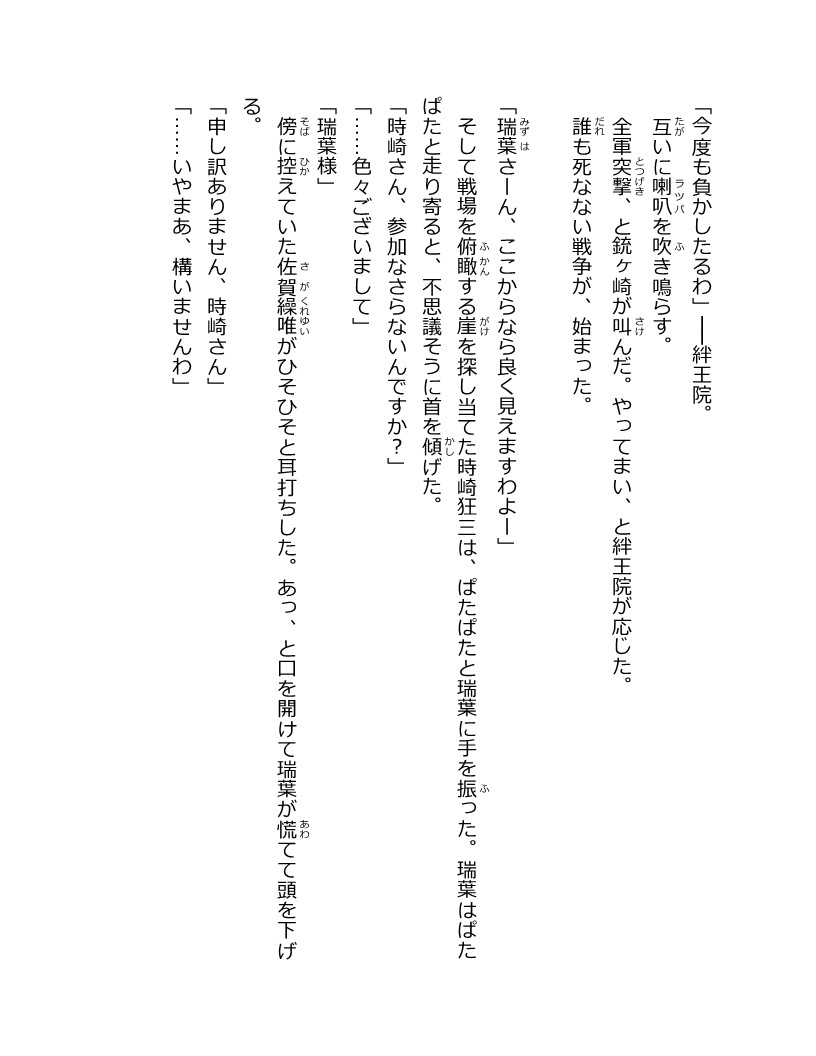 「今度も負かしたるわ」――絆王院。
互いに喇叭を吹き鳴らす。
全軍突撃、と銃ヶ崎が叫んだ。やってまい、と絆王院が応じた。
誰も死なない戦争が、始まった。
「瑞葉さーん、ここからなら良く見えますわよー」
そして戦場を俯瞰する崖を探し当てた時崎狂三は、ぱたぱたと瑞葉に手を振った。瑞葉はぱた
ぱたと走り寄ると、不思議そうに首を傾げた。
「時崎さん、参加なさらないんですか？」
「……色々ございまして」
「瑞葉様」
傍に控えていた佐賀繰唯がひそひそと耳打ちした。あっ、と口を開けて瑞葉が慌てて頭を下げ
る。
「申し訳ありません、時崎さん」
「……いやまあ、構いませんわ」